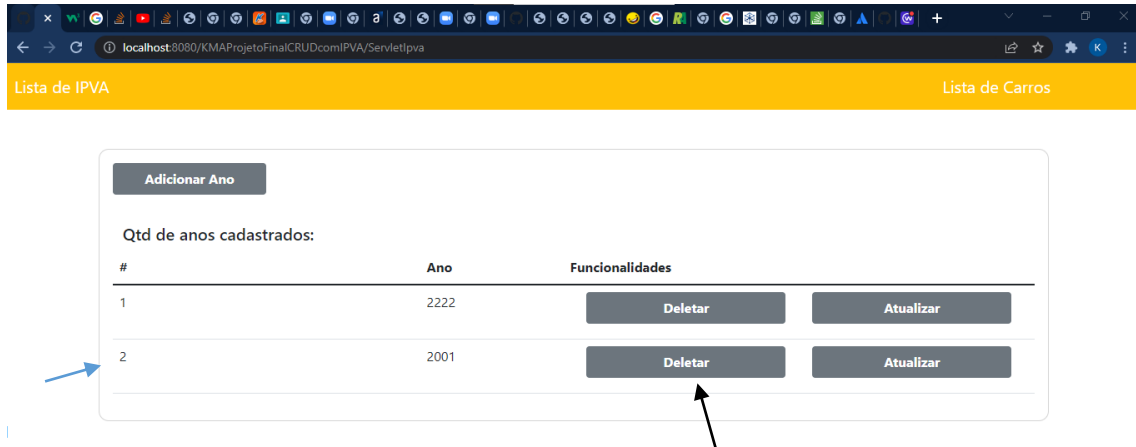 localhost:8080/KMAProjetoFinalCRUDcomIPVA/ServletIpva
K
Lista de IPVA
Lista de Carros
Adicionar Ano
Qtd de anos cadastrados:
# Ano Funcionalidades
1 2222 Deletar Atualizar
2 2001 Deletar Atualizar